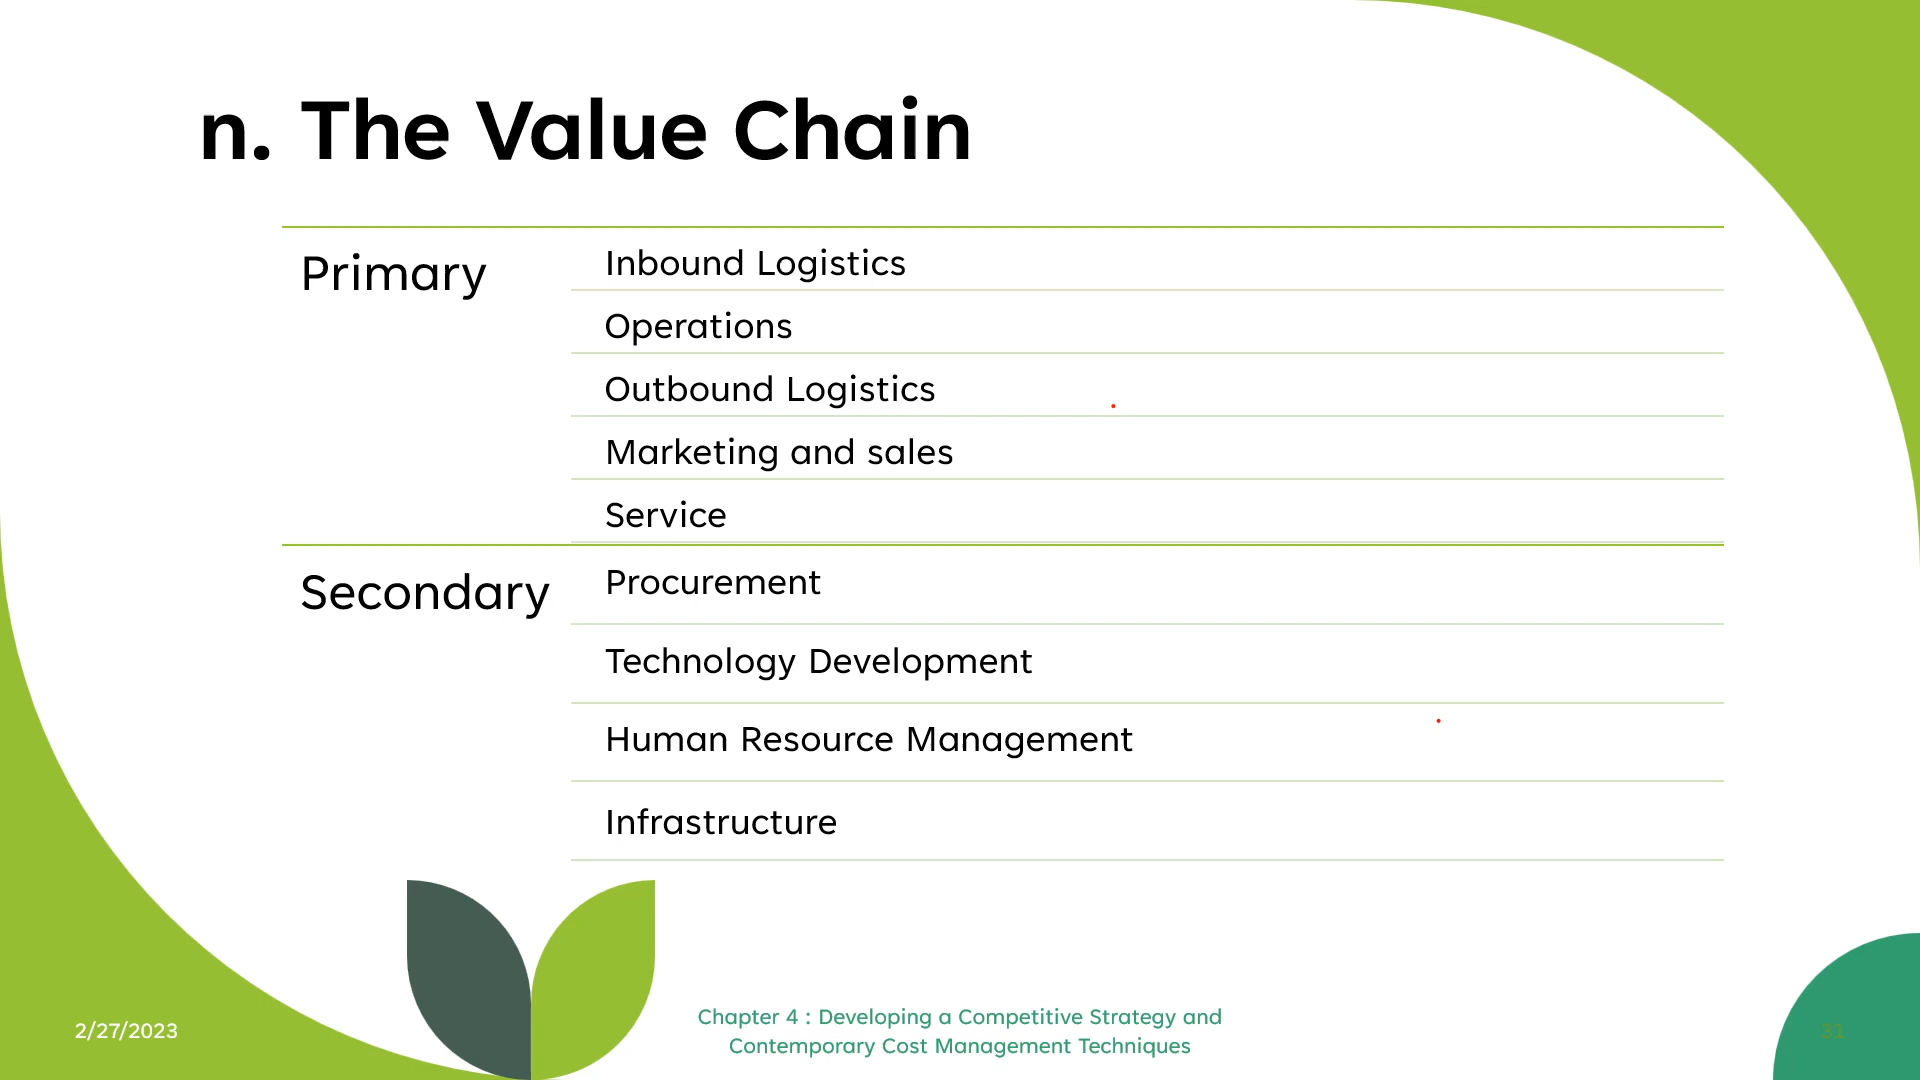 n. The Value Chain
Primary
Inbound Logistics
Operations
Outbound Logistics
Marketing and sales
Service
Secondary
Procurement
Technology Development
Human Resource Management
Infrastructure
2/27/2023
Chapter 4 : Developing a Competitive Strategy and
Contemporary Cost Management Techniques
31